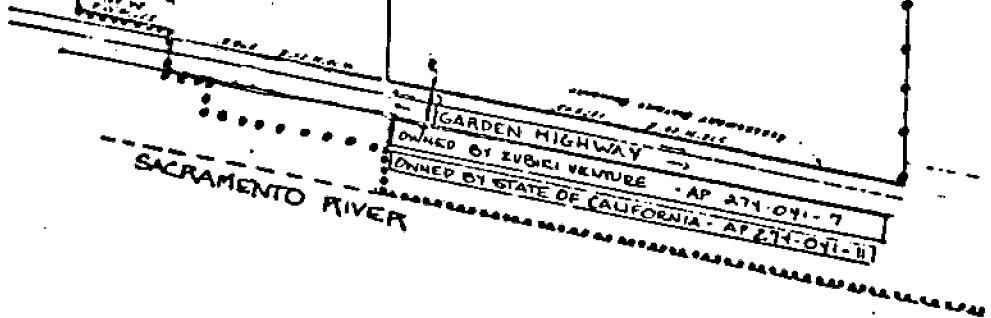 GARDEN HIGHWAY
OWNED BY ZUBIRI VENTURE - AP 274-041-7
OWNED BY STATE OF CALIFORNIA - AP 274-041-11
SACRAMENTO RIVER